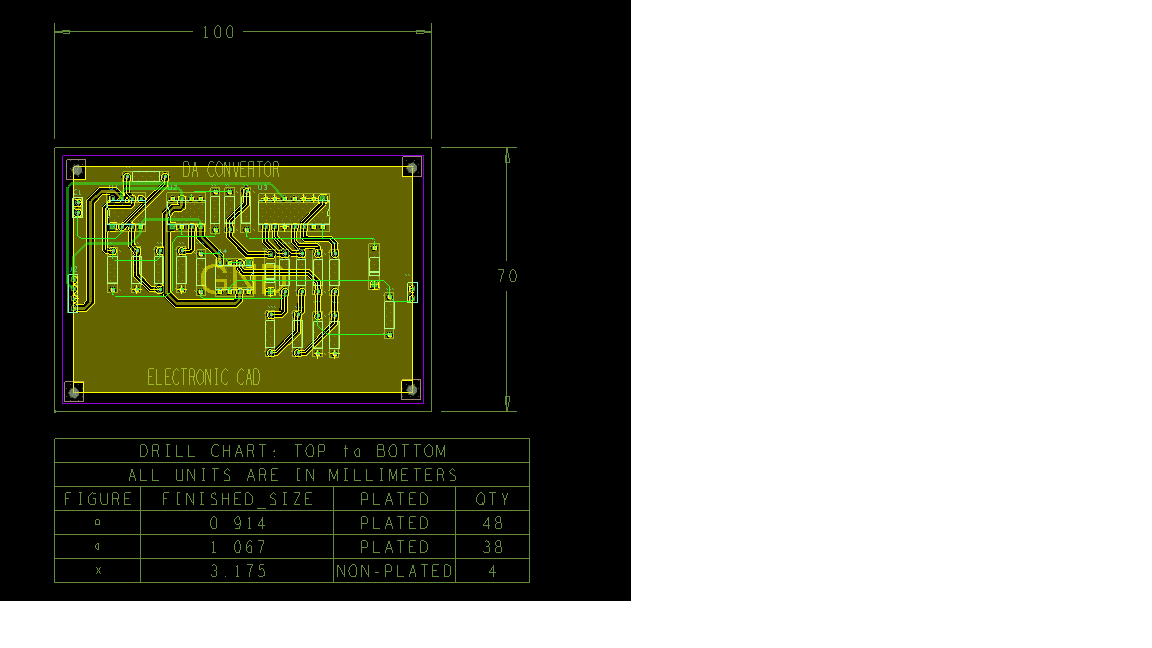 100
DA CONVERTOR
U3
GND
70
ELECTRONIC CAD
DRILL CHART: TOP to BOTTOM
ALL UNITS ARE IN MILLIMETERS
FIGURE FINISHED_SIZE PLATED QTY
0 914 PLATED 48
1 067 PLATED 38
x 3.175 NON-PLATED 4